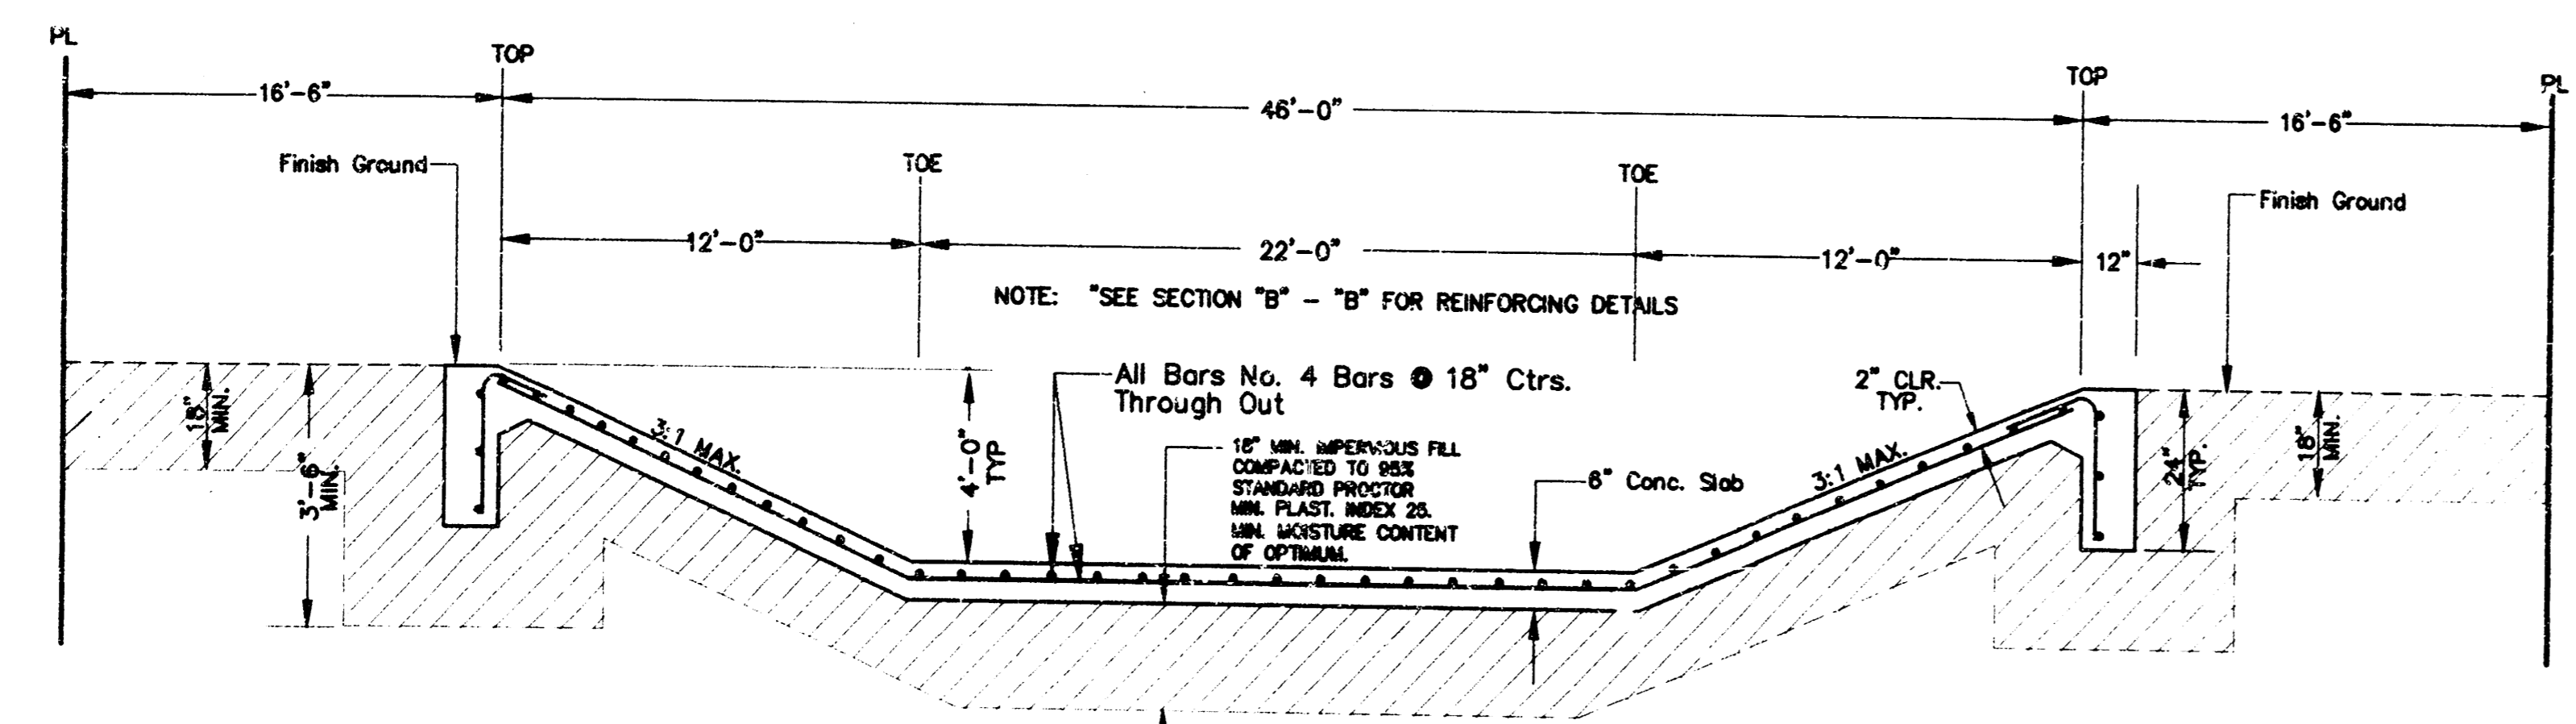 PL
TOP
TOP
PL
16'-6"
46'-0"
16'-6"
Finish Ground
TOE
TOE
Finish Ground
12'-0"
22'-0"
12'-0"
12"
NOTE: "SEE SECTION "B" - "B" FOR REINFORCING DETAILS
All Bars No. 4 Bars @ 18" Ctrs.
Through Out
2" CLR.
TYP.
18"
MIN.
3'-6"
MIN.
3:1 MAX.
4'-0"
TYP
18" MIN. IMPERVIOUS FILL
COMPACTED TO 95%
STANDARD PROCTOR
MIN. PLAST. INDEX 25.
MIN. MOISTURE CONTENT
OF OPTIMUM.
6" Conc. Slab
3:1 MAX.
24"
TYP.
18"
MIN.